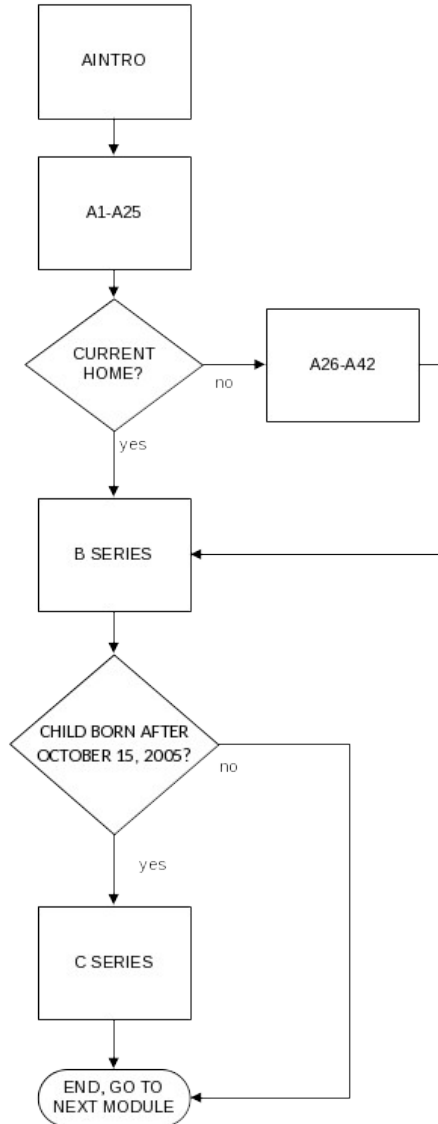 AINTRO
A1-A25
CURRENT
HOME?
no
A26-A42
yes
B SERIES
CHILD BORN AFTER
OCTOBER 15, 2005?
no
yes
C SERIES
END, GO TO
NEXT MODULE